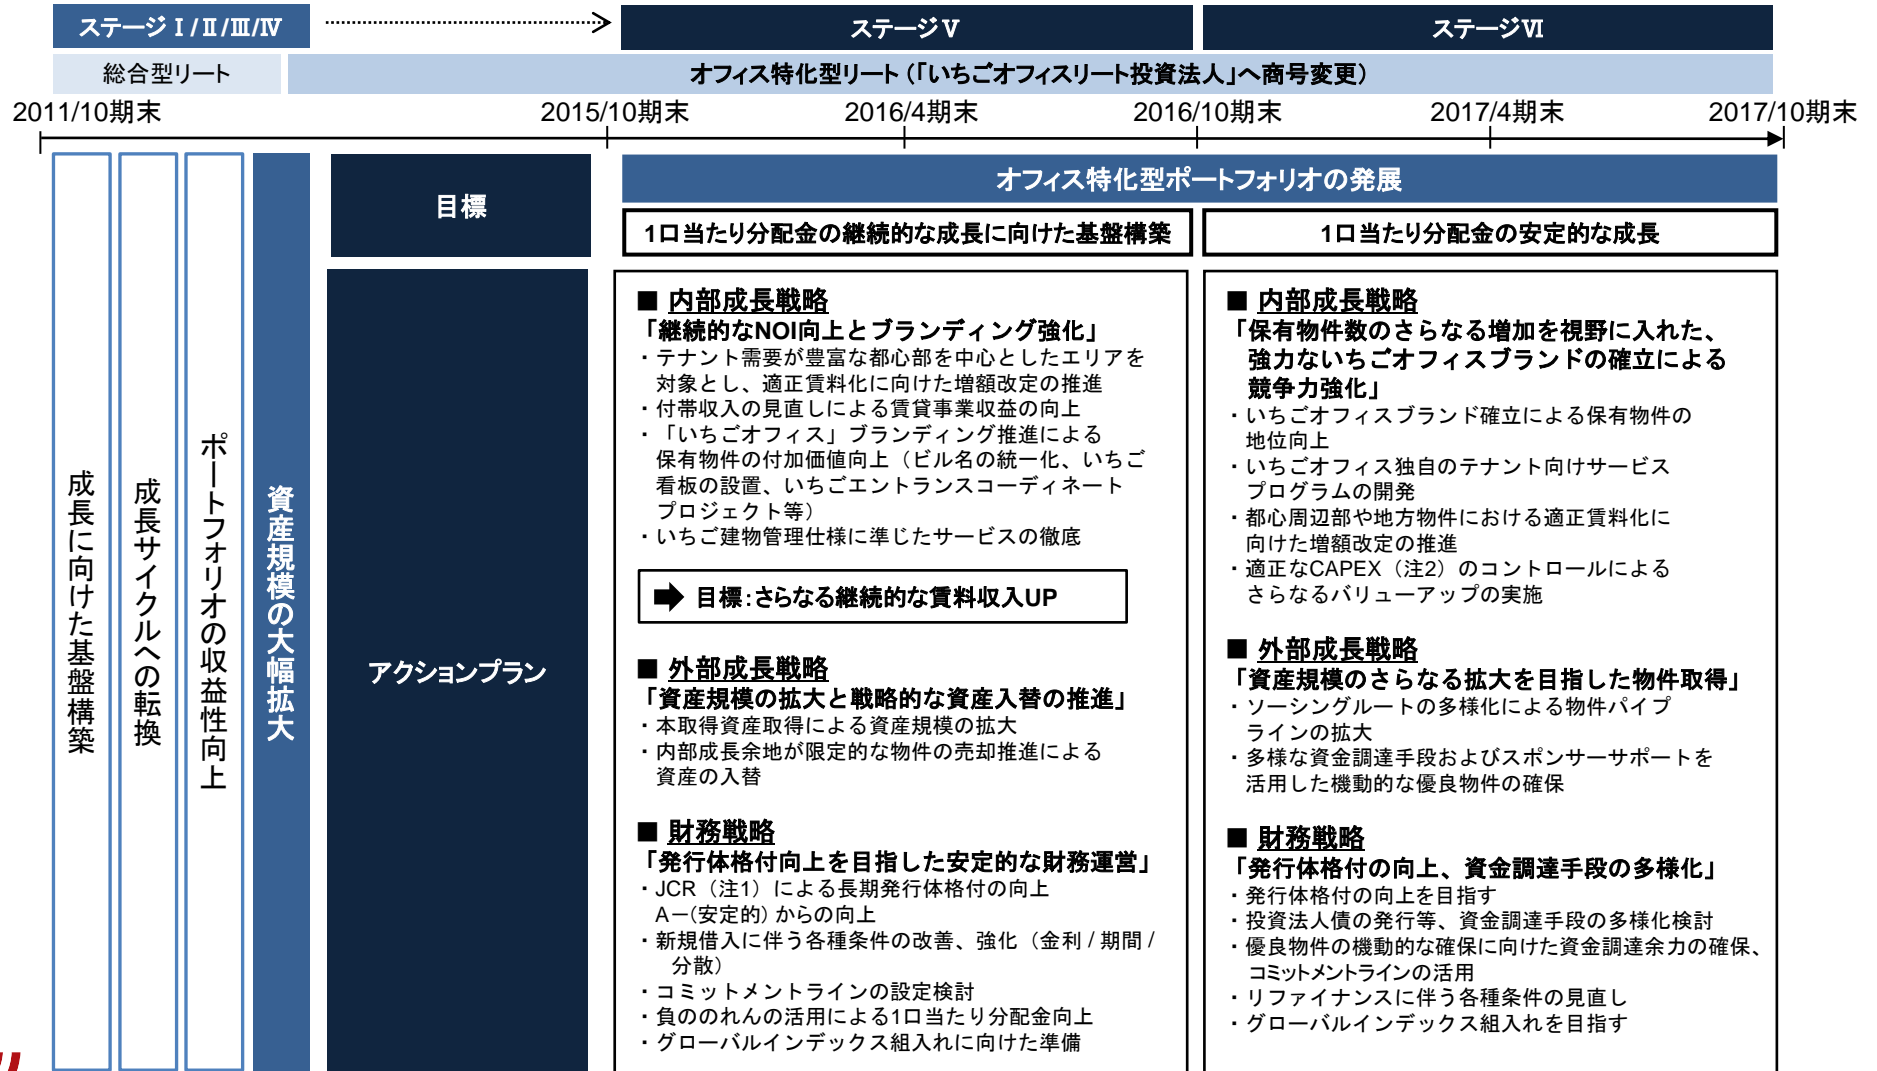 ステージⅠ/Ⅱ/Ⅲ/Ⅳ
ステージⅤ
ステージⅥ
総合型リート
オフィス特化型リート（「いちごオフィスリート投資法人」へ商号変更）
2011/10期末
2015/10期末
2016/4期末
2016/10期末
2017/4期末
2017/10期末
成長に向けた基盤構築
成長サイクルへの転換
ポートフォリオの収益性向上
資産規模の大幅拡大
目標
オフィス特化型ポートフォリオの発展
1口当たり分配金の継続的な成長に向けた基盤構築
1口当たり分配金の安定的な成長
アクションプラン
■ 内部成長戦略
「継続的なNOI向上とブランディング強化」
・テナント需要が豊富な都心部を中心としたエリアを
対象とし、適正賃料化に向けた増額改定の推進
・付帯収入の見直しによる賃貸事業収益の向上
・「いちごオフィス」ブランディング推進による
保有物件の付加価値向上（ビル名の統一化、いちご
看板の設置、いちごエントランスコーディネート
プロジェクト等）
・いちご建物管理仕様に準じたサービスの徹底
➡ 目標：さらなる継続的な賃料収入UP
■ 外部成長戦略
「資産規模の拡大と戦略的な資産入替の推進」
・本取得資産取得による資産規模の拡大
・内部成長余地が限定的な物件の売却推進による
資産の入替
■ 財務戦略
「発行体格付向上を目指した安定的な財務運営」
・JCR（注1）による長期発行体格付の向上
A－(安定的) からの向上
・新規借入に伴う各種条件の改善、強化（金利 / 期間 /
分散）
・コミットメントラインの設定検討
・負ののれんの活用による1口当たり分配金向上
・グローバルインデックス組入れに向けた準備
■ 内部成長戦略
「保有物件数のさらなる増加を視野に入れた、
強力ないちごオフィスブランドの確立による
競争力強化」
・いちごオフィスブランド確立による保有物件の
地位向上
・いちごオフィス独自のテナント向けサービス
プログラムの開発
・都心周辺部や地方物件における適正賃料化に
向けた増額改定の推進
・適正なCAPEX（注2）のコントロールによる
さらなるバリューアップの実施
■ 外部成長戦略
「資産規模のさらなる拡大を目指した物件取得」
・ソーシングルートの多様化による物件パイプ
ラインの拡大
・多様な資金調達手段およびスポンサーサポートを
活用した機動的な優良物件の確保
■ 財務戦略
「発行体格付の向上、資金調達手段の多様化」
・発行体格付の向上を目指す
・投資法人債の発行等、資金調達手段の多様化検討
・優良物件の機動的な確保に向けた資金調達余力の確保、
コミットメントラインの活用
・リファイナンスに伴う各種条件の見直し
・グローバルインデックス組入れを目指す